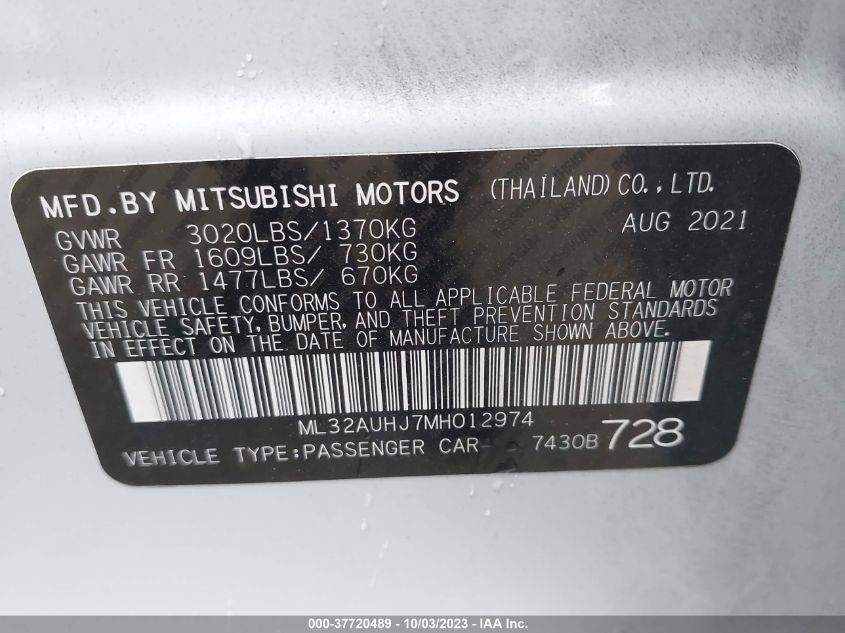 MFD.BY MITSUBISHI MOTORS (THAILAND) CO.,LTD.
GVWR 3020LBS/1370KG AUG 2021
GAWR FR 1609LBS/ 730KG
GAWR RR 1477LBS/ 670KG
THIS VEHICLE CONFORMS TO ALL APPLICABLE FEDERAL MOTOR
VEHICLE SAFETY, BUMPER, AND THEFT PREVENTION STANDARDS
IN EFFECT ON THE DATE OF MANUFACTURE SHOWN ABOVE.
ML32AUHJ7MH012974
VEHICLE TYPE:PASSENGER CAR 7430B 728
000-37720489 - 10/03/2023 - IAA Inc.